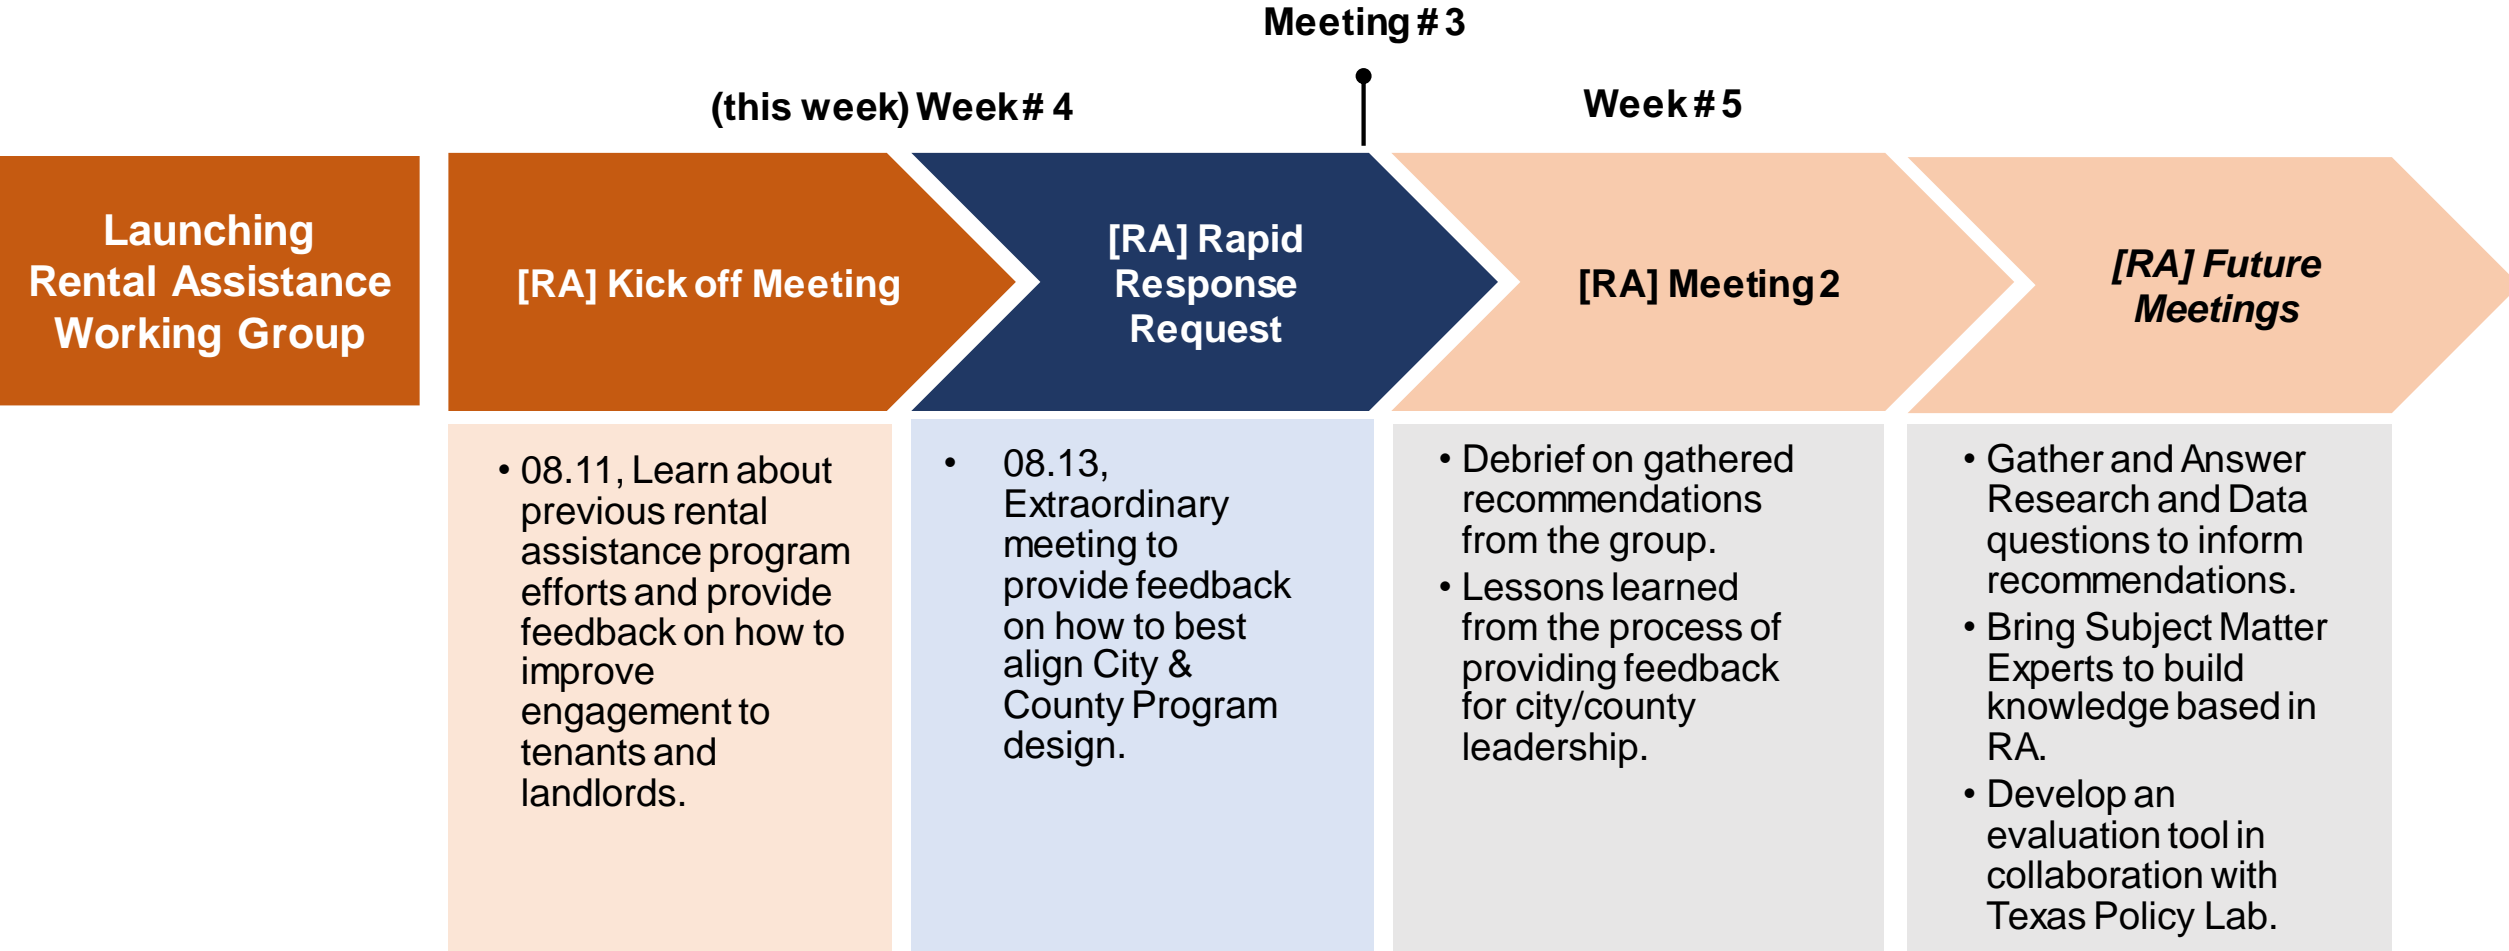 Meeting # 3
(this week) Week # 4
Week # 5
Launching
Rental Assistance
Working Group
[RA] Kick off Meeting
[RA] Rapid
Response
Request
[RA] Meeting 2
[RA] Future
Meetings
• 08.11, Learn about
previous rental
assistance program
efforts and provide
feedback on how to
improve
engagement to
tenants and
landlords.
• 08.13,
Extraordinary
meeting to
provide feedback
on how to best
align City &
County Program
design.
• Debrief on gathered
recommendations
from the group.
• Lessons learned
from the process of
providing feedback
for city/county
leadership.
• Gather and Answer
Research and Data
questions to inform
recommendations.
• Bring Subject Matter
Experts to build
knowledge based in
RA.
• Develop an
evaluation tool in
collaboration with
Texas Policy Lab.